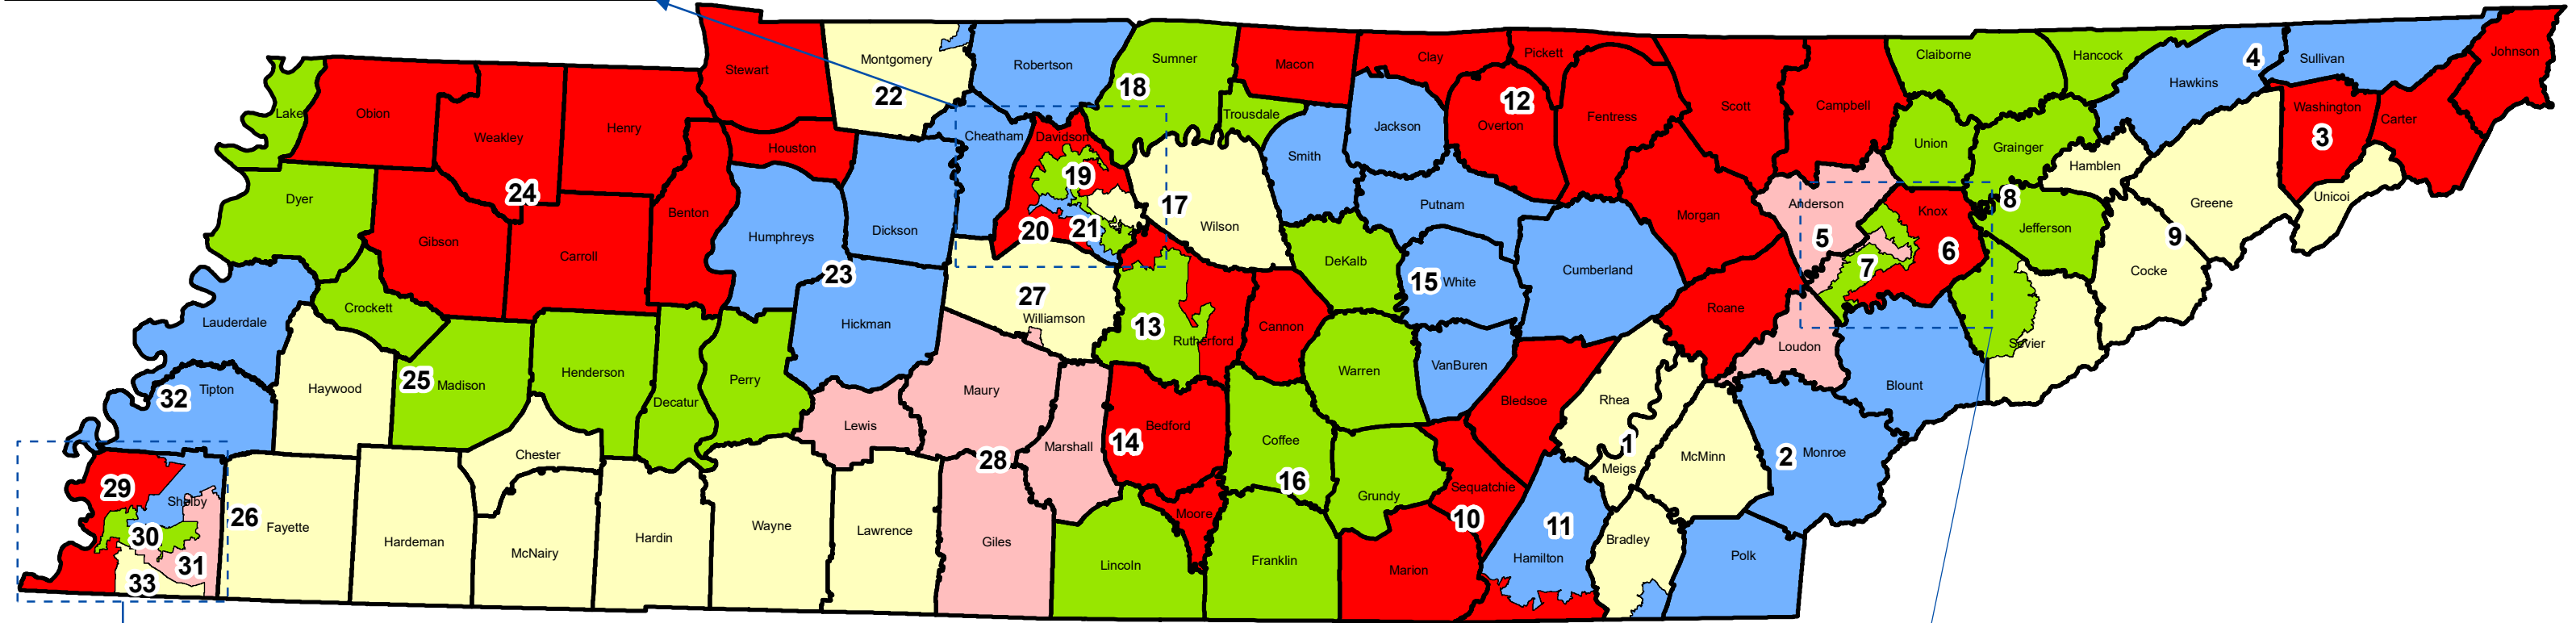 Stewart
Montgomery
22
Robertson
Sumner
18
Macon
Clay
Pickett
12
Overton
Fentress
Scott
Campbell
Claiborne
Hancock
4
Sullivan
Hawkins
Johnson
Washington
3
Carter
Lake
Obion
Weakley
Henry
Houston
Cheatham
Davidson
19
Trousdale
Smith
Jackson
Union
Grainger
Hamblen
Unicoi
Greene
Dyer
24
Gibson
Carroll
Benton
Humphreys
Dickson
20
21
17
Wilson
Putnam
Morgan
Anderson
5
Knox
6
7
8
Jefferson
9
Cocke
Crockett
23
Hickman
27
Williamson
13
Rutherford
Cannon
DeKalb
15
White
Cumberland
Roane
Loudon
Sevier
Blount
Lauderdale
32
Tipton
Haywood
25
Madison
Henderson
Decatur
Perry
Lewis
Maury
Marshall
28
14
Bedford
Warren
VanBuren
Bledsoe
Rhea
1
Meigs
McMinn
2
Monroe
Coffee
16
Grundy
Sequatchie
10
29
Shelby
30
31
33
26
Fayette
Hardeman
Chester
McNairy
Hardin
Wayne
Lawrence
Giles
Lincoln
Moore
Franklin
Marion
11
Hamilton
Bradley
Polk